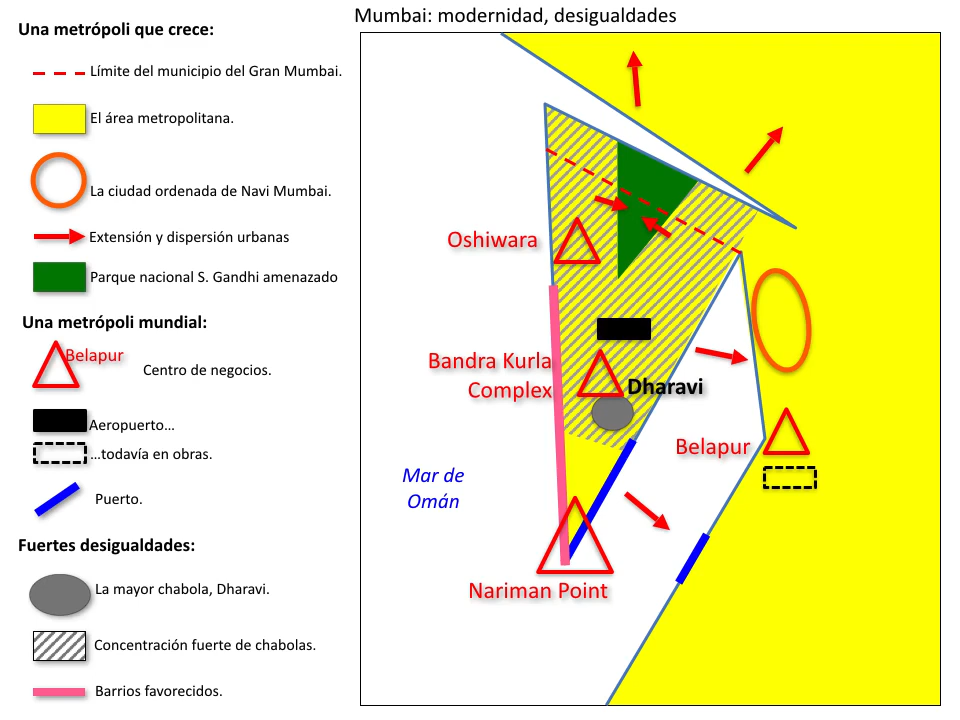 Mumbai: modernidad, desigualdades
Una metrópoli que crece:
Límite del municipio del Gran Mumbai.
El área metropolitana.
La ciudad ordenada de Navi Mumbai.
Extensión y dispersión urbanas
Parque nacional S. Gandhi amenazado
Una metrópoli mundial:
Belapur
Centro de negocios.
Aeropuerto…
…todavía en obras.
Puerto.
Fuertes desigualdades:
La mayor chabola, Dharavi.
Concentración fuerte de chabolas.
Barrios favorecidos.
Oshiwara
Bandra Kurla
Complex
Dharavi
Belapur
Mar de
Omán
Nariman Point